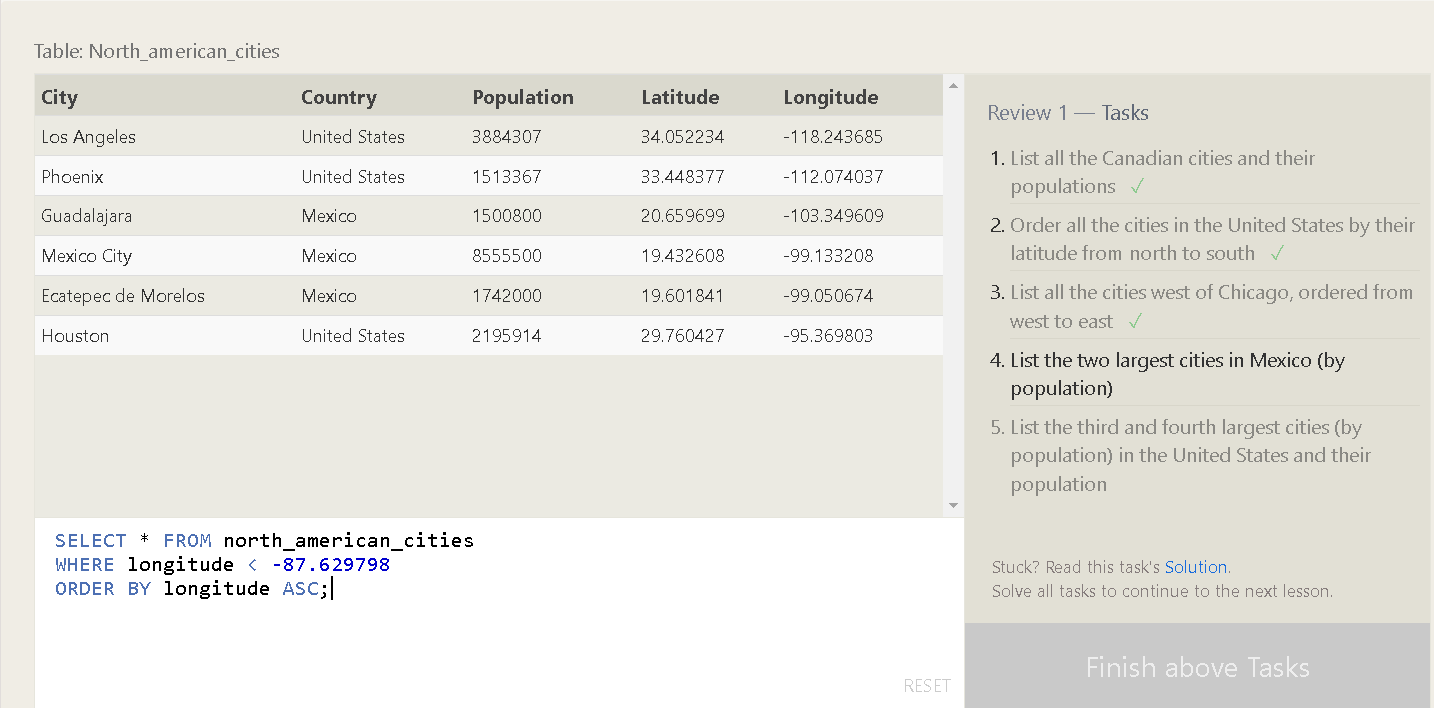 Table: North_american_cities
City Country Population Latitude Longitude
Los Angeles United States 3884307 34.052234 -118.243685
Phoenix United States 1513367 33.448377 -112.074037
Guadalajara Mexico 1500800 20.659699 -103.349609
Mexico City Mexico 8555500 19.432608 -99.133208
Ecatepec de Morelos Mexico 1742000 19.601841 -99.050674
Houston United States 2195914 29.760427 -95.369803
SELECT * FROM north_american_cities
WHERE longitude < -87.629798
ORDER BY longitude ASC;
RESET
Review 1 — Tasks
1. List all the Canadian cities and their
populations ✓
2. Order all the cities in the United States by their
latitude from north to south ✓
3. List all the cities west of Chicago, ordered from
west to east ✓
4. List the two largest cities in Mexico (by
population)
5. List the third and fourth largest cities (by
population) in the United States and their
population
Stuck? Read this task's Solution.
Solve all tasks to continue to the next lesson.
Finish above Tasks